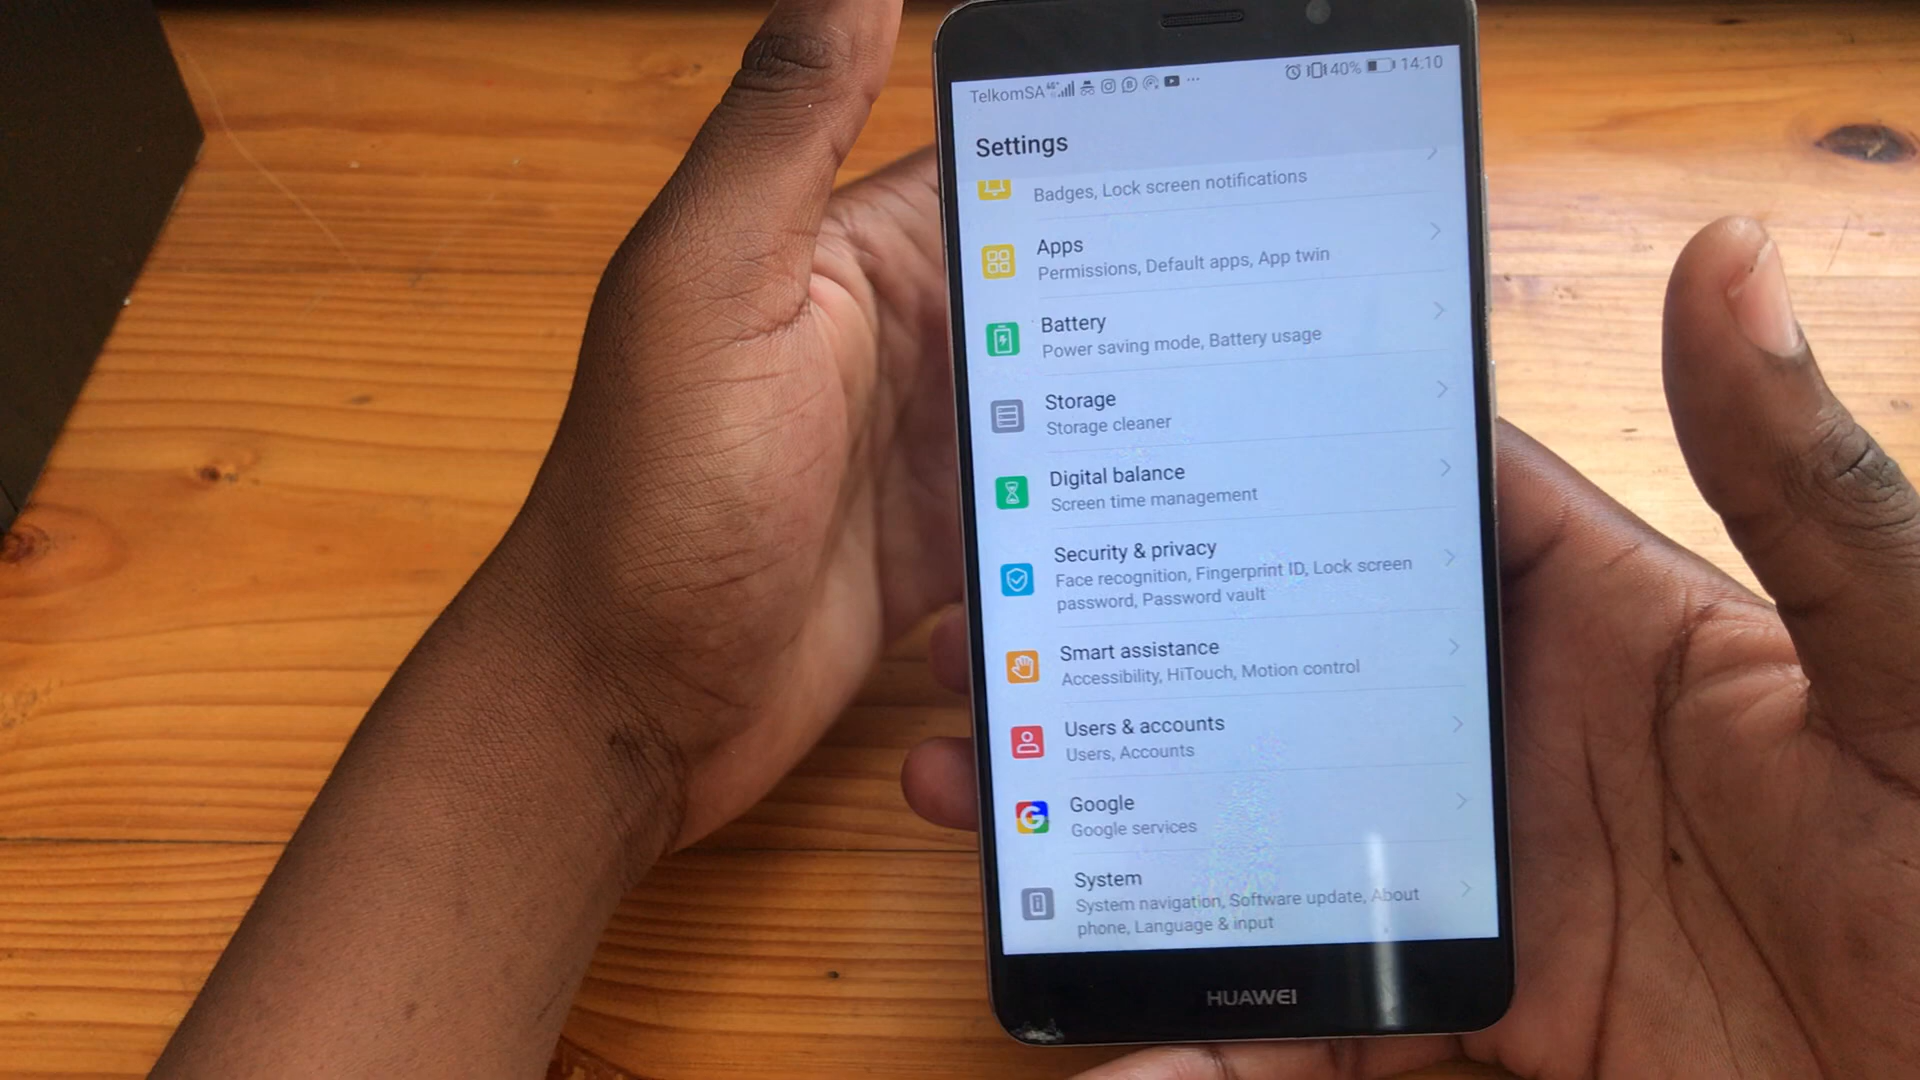 TelkomSA 4G+ 40% 14:10
Settings
Badges, Lock screen notifications
Apps
Permissions, Default apps, App twin
Battery
Power saving mode, Battery usage
Storage
Storage cleaner
Digital balance
Screen time management
Security & privacy
Face recognition, Fingerprint ID, Lock screen
password, Password vault
Smart assistance
Accessibility, HiTouch, Motion control
Users & accounts
Users, Accounts
Google
Google services
System
System navigation, Software update, About
phone, Language & input
HUAWEI